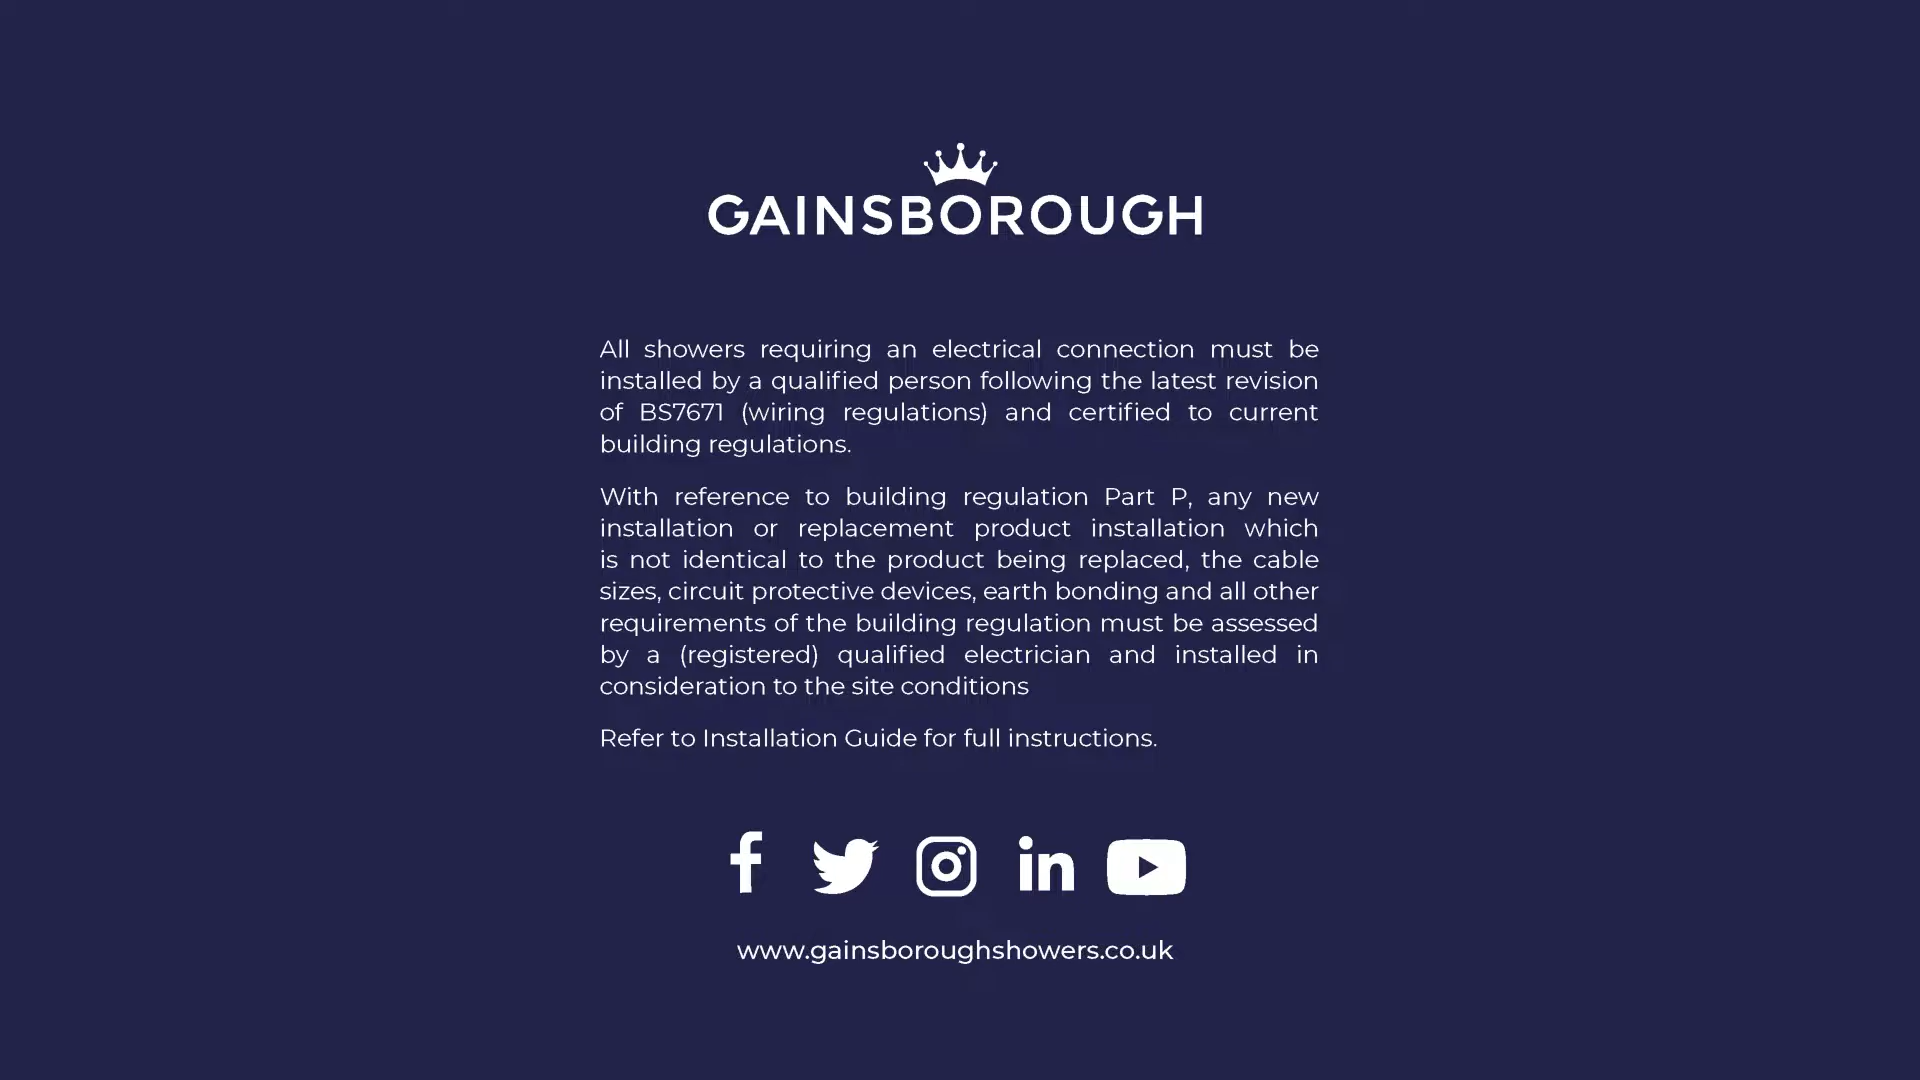 GAINSBOROUGH
All showers requiring an electrical connection must be
installed by a qualified person following the latest revision
of BS7671 (wiring regulations) and certified to current
building regulations.
With reference to building regulation Part P, any new
installation or replacement product installation which
is not identical to the product being replaced, the cable
sizes, circuit protective devices, earth bonding and all other
requirements of the building regulation must be assessed
by a (registered) qualified electrician and installed in
consideration to the site conditions
Refer to Installation Guide for full instructions.
www.gainsboroughshowers.co.uk